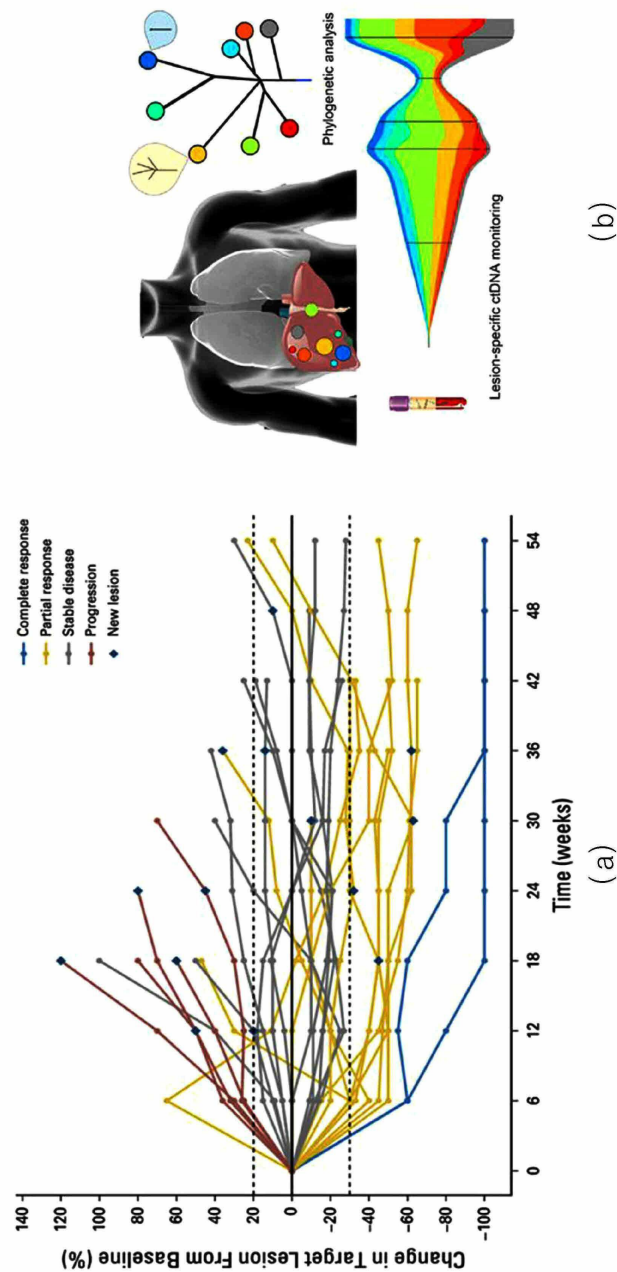 Complete response
Partial response
Stable disease
Progression
New lesion
Change in Target Lesion From Baseline (%)
140
120
100
80
60
40
20
0
−20
−40
−60
−80
−100
0
6
12
18
24
30
36
42
48
54
Time (weeks)
(a)
Phylogenetic analysis
Lesion-specific ctDNA monitoring
(b)